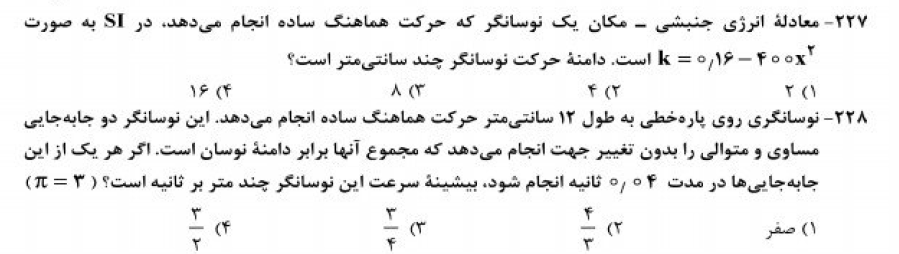 ۲۲۷- معادلهٔ انرژی جنبشی – مکان یک نوسانگر که حرکت هماهنگ ساده انجام می‌دهد، در SI به صورت
k = ۰/۱۶ – ۴۰۰x² است. دامنهٔ حرکت نوسانگر چند سانتی‌متر است؟
۱) ۲ ۲) ۴ ۳) ۸ ۴) ۱۶
۲۲۸- نوسانگری روی پاره‌خطی به طول ۱۲ سانتی‌متر حرکت هماهنگ ساده انجام می‌دهد. این نوسانگر دو جابه‌جایی
مساوی و متوالی را بدون تغییر جهت انجام می‌دهد که مجموع آنها برابر دامنهٔ نوسان است. اگر هر یک از این
جابه‌جایی‌ها در مدت ۰/۰۴ ثانیه انجام شود، بیشینهٔ سرعت این نوسانگر چند متر بر ثانیه است؟ (π = ۳)
۱) صفر ۲) ۴/۳ ۳) ۳/۴ ۴) ۳/۲